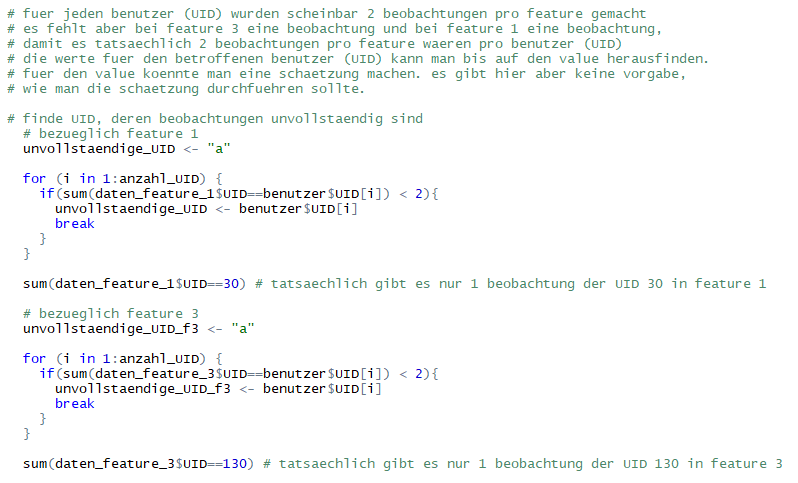 # fuer jeden benutzer (UID) wurden scheinbar 2 beobachtungen pro feature gemacht
# es fehlt aber bei feature 3 eine beobachtung und bei feature 1 eine beobachtung,
# damit es tatsaechlich 2 beobachtungen pro feature waeren pro benutzer (UID)
# die werte fuer den betroffenen benutzer (UID) kann man bis auf den value herausfinden.
# fuer den value koennte man eine schaetzung machen. es gibt hier aber keine vorgabe,
# wie man die schaetzung durchfuehren sollte.

# finde UID, deren beobachtungen unvollstaendig sind
  # bezueglich feature 1
  unvollstaendige_UID <- "a"

  for (i in 1:anzahl_UID) {
    if(sum(daten_feature_1$UID==benutzer$UID[i]) < 2){
      unvollstaendige_UID <- benutzer$UID[i]
      break
    }
  }

  sum(daten_feature_1$UID==30) # tatsaechlich gibt es nur 1 beobachtung der UID 30 in feature 1

  # bezueglich feature 3
  unvollstaendige_UID_f3 <- "a"

  for (i in 1:anzahl_UID) {
    if(sum(daten_feature_3$UID==benutzer$UID[i]) < 2){
      unvollstaendige_UID_f3 <- benutzer$UID[i]
      break
    }
  }

  sum(daten_feature_3$UID==130) # tatsaechlich gibt es nur 1 beobachtung der UID 130 in feature 3